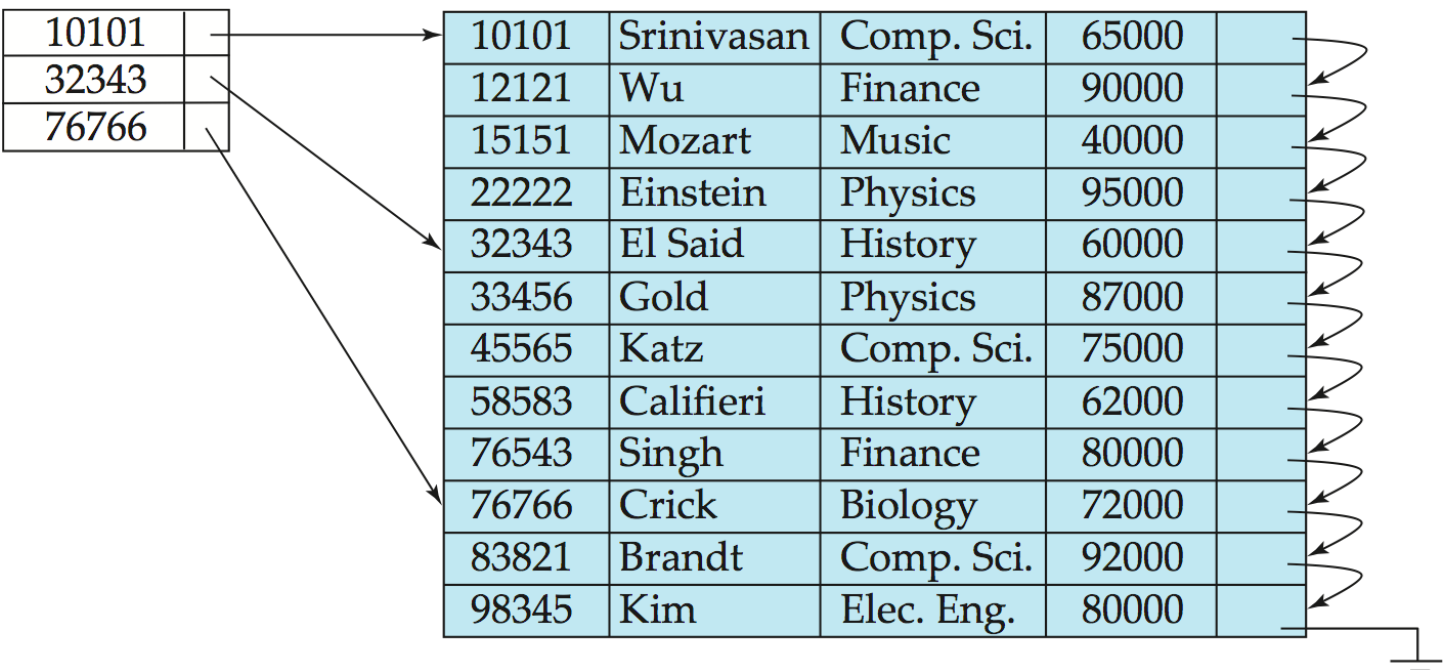 10101
32343
76766
10101 Srinivasan Comp. Sci. 65000
12121 Wu Finance 90000
15151 Mozart Music 40000
22222 Einstein Physics 95000
32343 El Said History 60000
33456 Gold Physics 87000
45565 Katz Comp. Sci. 75000
58583 Califieri History 62000
76543 Singh Finance 80000
76766 Crick Biology 72000
83821 Brandt Comp. Sci. 92000
98345 Kim Elec. Eng. 80000